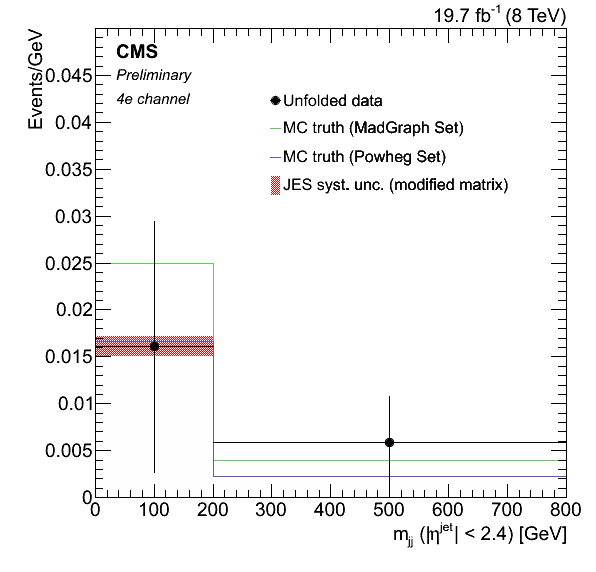 19.7 fb⁻¹ (8 TeV)
Events/GeV
CMS
Preliminary
4e channel
Unfolded data
MC truth (MadGraph Set)
MC truth (Powheg Set)
JES syst. unc. (modified matrix)
0.045
0.04
0.035
0.03
0.025
0.02
0.015
0.01
0.005
0
0 100 200 300 400 500 600 700 800
m_jj (|η^jet| < 2.4) [GeV]